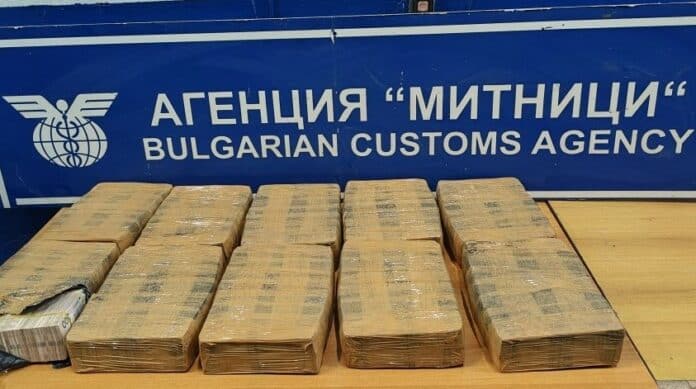 АГЕНЦИЯ “МИТНИЦИ“
BULGARIAN CUSTOMS AGENCY